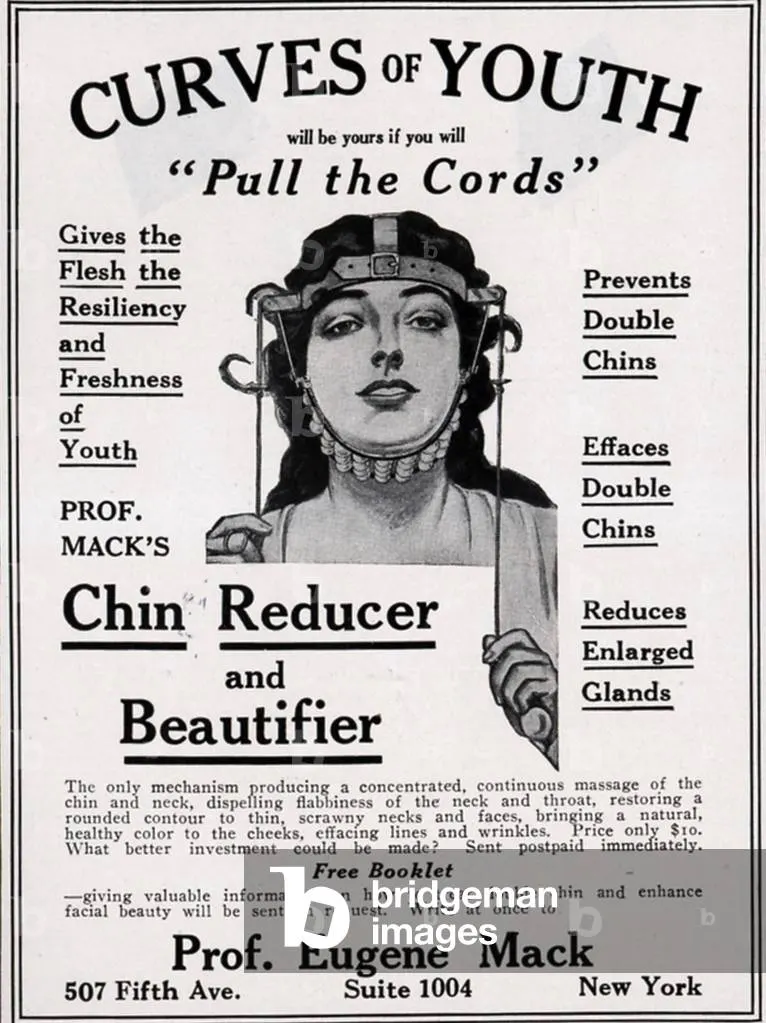 CURVES OF YOUTH
will be yours if you will
"Pull the Cords"
Gives the
Flesh the
Resiliency
and
Freshness
of
Youth
PROF.
MACK'S
Chin Reducer
and
Beautifier
Prevents
Double
Chins
Effaces
Double
Chins
Reduces
Enlarged
Glands
The only mechanism producing a concentrated, continuous massage of the
chin and neck, dispelling flabbiness of the neck and throat, restoring a
rounded contour to thin, scrawny necks and faces, bringing a natural,
healthy color to the cheeks, effacing lines and wrinkles. Price only $10.
What better investment could be made? Sent postpaid immediately.
Free Booklet
—giving valuable and enhance
facial beauty will be sent request. Write at once to
Prof. Eugene Mack
507 Fifth Ave. Suite 1004 New York
b bridgeman
images